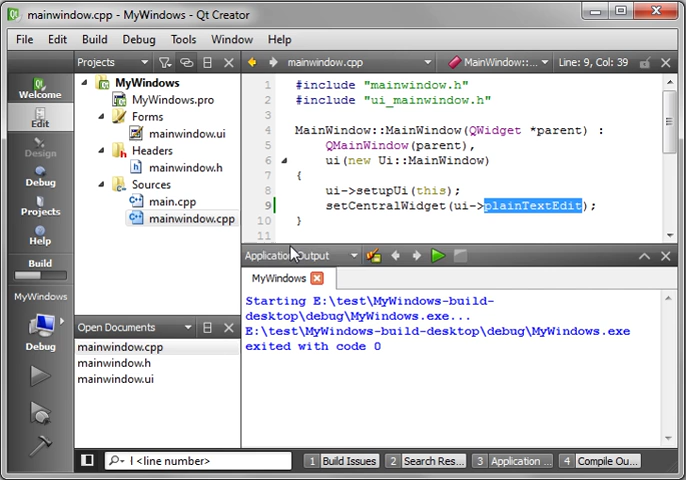 mainwindow.cpp - MyWindows - Qt Creator
File Edit Build Debug Tools Window Help
Projects
mainwindow.cpp
MainWindow::...
Line: 9, Col: 39
Welcome
Edit
Design
Debug
Projects
Help
Build
MyWindows
Debug
MyWindows
MyWindows.pro
Forms
mainwindow.ui
Headers
mainwindow.h
Sources
main.cpp
mainwindow.cpp
Open Documents
mainwindow.cpp
mainwindow.h
mainwindow.ui
1 #include "mainwindow.h"
2 #include "ui_mainwindow.h"
3
4 MainWindow::MainWindow(QWidget *parent) :
5 QMainWindow(parent),
6 ui(new Ui::MainWindow)
7 {
8 ui->setupUi(this);
9 setCentralWidget(ui->plainTextEdit);
10 }
11
Application Output
MyWindows
Starting E:\test\MyWindows-build-
desktop\debug\MyWindows.exe...
E:\test\MyWindows-build-desktop\debug\MyWindows.exe
exited with code 0
l <line number>
1 Build Issues
2 Search Res...
3 Application ...
4 Compile Ou...